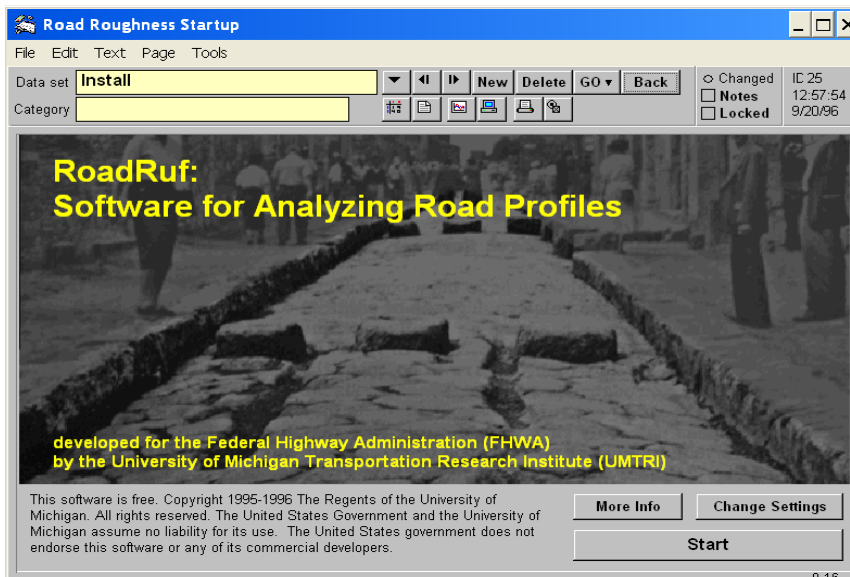 Road Roughness Startup
File Edit Text Page Tools
Data set Install New Delete GO Back Changed IC 25
Notes 12:57:54
Category Locked 9/20/96
RoadRuf:
Software for Analyzing Road Profiles
developed for the Federal Highway Administration (FHWA)
by the University of Michigan Transportation Research Institute (UMTRI)
This software is free. Copyright 1995-1996 The Regents of the University of
Michigan. All rights reserved. The United States Government and the University of
Michigan assume no liability for its use. The United States government does not
endorse this software or any of its commercial developers.
More Info Change Settings
Start